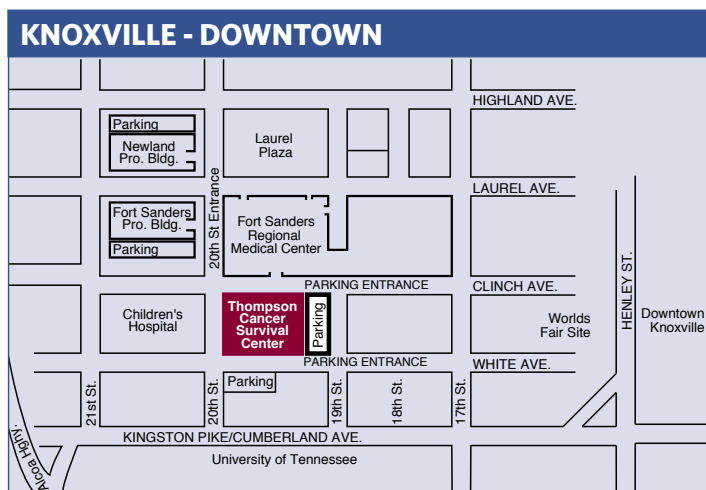 KNOXVILLE - DOWNTOWN
HIGHLAND AVE.
Parking
Newland
Pro. Bldg.
Laurel
Plaza
LAUREL AVE.
20th St Entrance
Fort Sanders
Pro. Bldg.
Parking
Fort Sanders
Regional
Medical Center
HENLEY ST.
PARKING ENTRANCE
CLINCH AVE.
Children's
Hospital
Thompson
Cancer
Survival
Center
Parking
Worlds
Fair Site
Downtown
Knoxville
PARKING ENTRANCE
WHITE AVE.
Parking
21st St.
20th St.
19th St.
18th St.
17th St.
KINGSTON PIKE/CUMBERLAND AVE.
Alcoa Hghy.
University of Tennessee